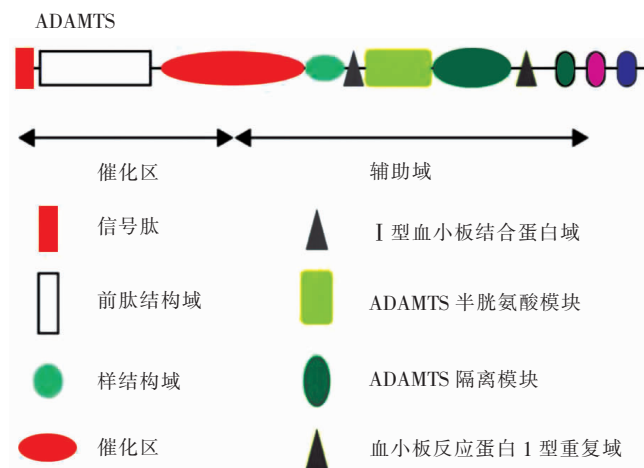 ADAMTS
催化区 辅助域
信号肽 Ⅰ型血小板结合蛋白域
前肽结构域 ADAMTS 半胱氨酸模块
样结构域 ADAMTS 隔离模块
催化区 血小板反应蛋白 1 型重复域